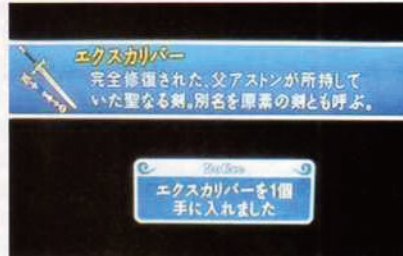 エクスカリバー
完全修復された、父アストンが所持して
いた聖なる剣。別名を原素の剣とも呼ぶ。
Notice
エクスカリバーを1個
手に入れました